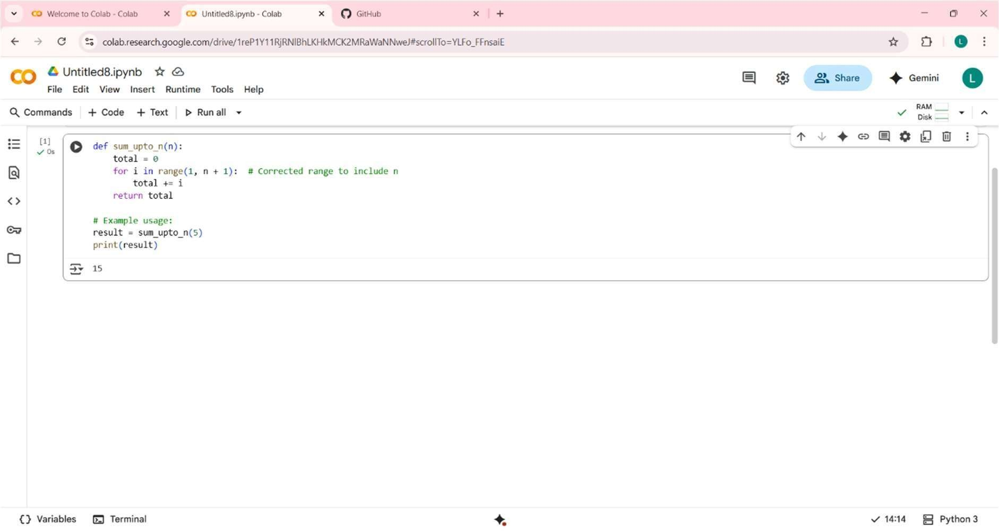 Welcome to Colab - Colab
Untitled8.ipynb - Colab
GitHub
colab.research.google.com/drive/1reP1Y11RjRNlBhLKHkMCK2MRaWaNNweJ#scrollTo=YLFo_FFnsaiE
L
Untitled8.ipynb
File Edit View Insert Runtime Tools Help
Share
Gemini
L
Commands + Code + Text Run all
RAM
Disk
[1]
0s
def sum_upto_n(n):
    total = 0
    for i in range(1, n + 1):  # Corrected range to include n
        total += i
    return total
# Example usage:
result = sum_upto_n(5)
print(result)
15
{} Variables Terminal
14:14 Python 3